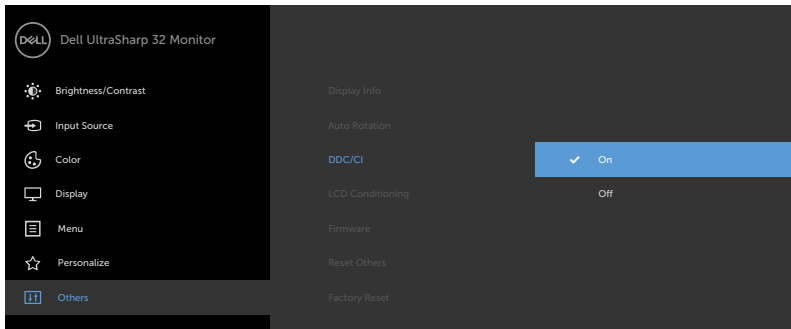 DELL Dell UltraSharp 32 Monitor
Brightness/Contrast
Display Info
Input Source
Auto Rotation
Color
DDC/CI
On
Display
LCD Conditioning
Off
Menu
Firmware
Personalize
Reset Others
Others
Factory Reset